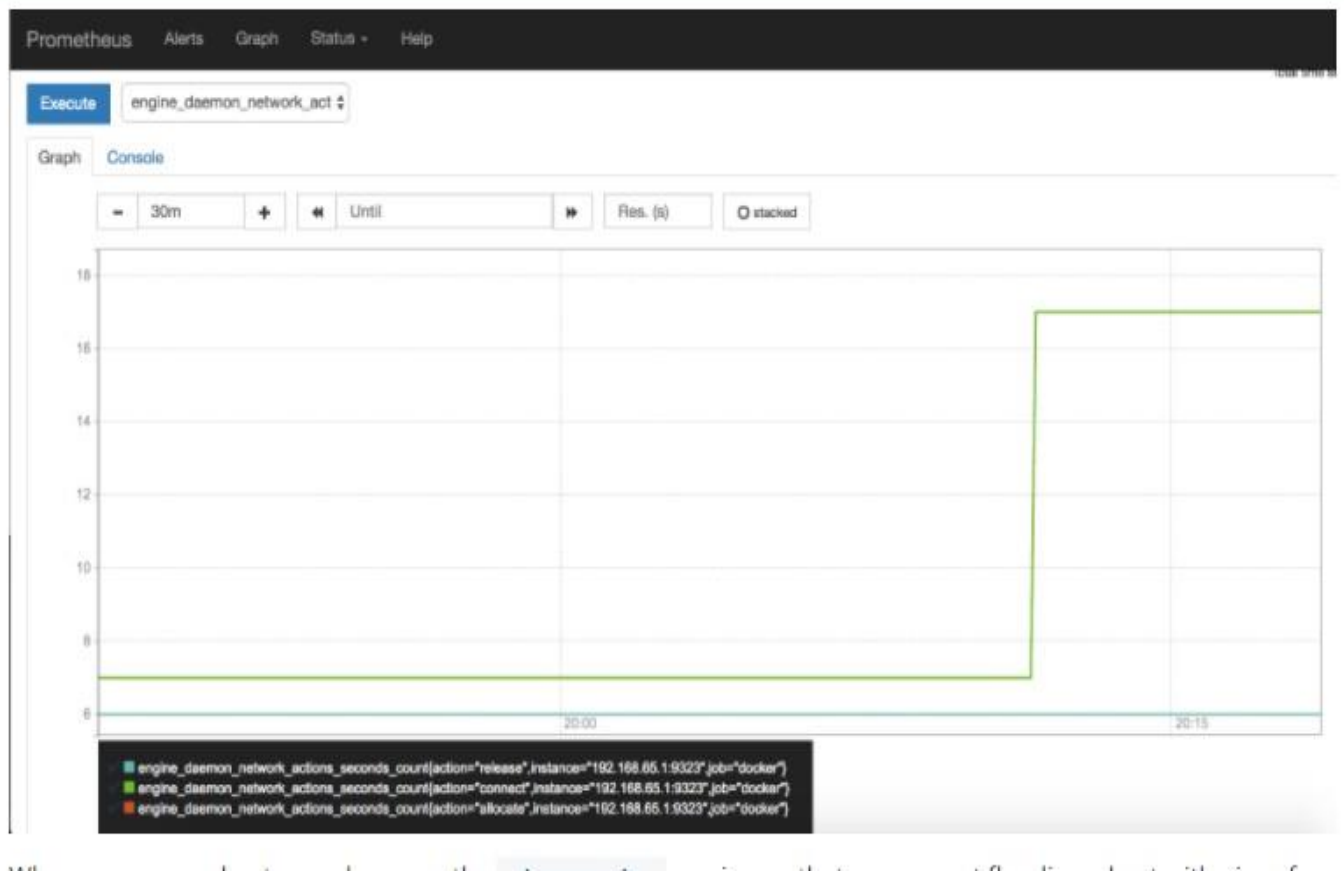 Prometheus Alerts Graph Status Help
Execute engine_daemon_network_act
Graph Console
- 30m + Until Res. (s) stacked
18
16
14
12
10
8
6
20:00 20:15
engine_daemon_network_actions_seconds_count{action="release",instance="192.168.65.1:9323",job="docker"}
engine_daemon_network_actions_seconds_count{action="connect",instance="192.168.65.1:9323",job="docker"}
engine_daemon_network_actions_seconds_count{action="allocate",instance="192.168.65.1:9323",job="docker"}